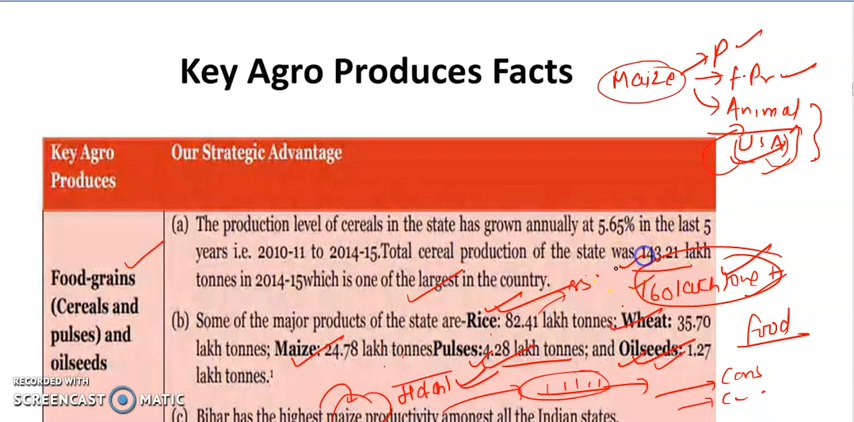 Key Agro Produces Facts
Maize
P
f.Pr
Animal
USA
Key Agro Produces
Our Strategic Advantage
Food-grains (Cereals and pulses) and oilseeds
(a) The production level of cereals in the state has grown annually at 5.65% in the last 5
years i.e. 2010-11 to 2014-15.Total cereal production of the state was 143.21 lakh
tonnes in 2014-15which is one of the largest in the country.
160 lakh tone
(b) Some of the major products of the state are-Rice: 82.41 lakh tonnes; Wheat: 35.70
lakh tonnes; Maize: 24.78 lakh tonnesPulses:4.28 lakh tonnes; and Oilseeds: 1.27
lakh tonnes.1
Food
Cons
(c) Bihar has the highest maize productivity amongst all the Indian states.
RECORDED WITH
SCREENCAST MATIC